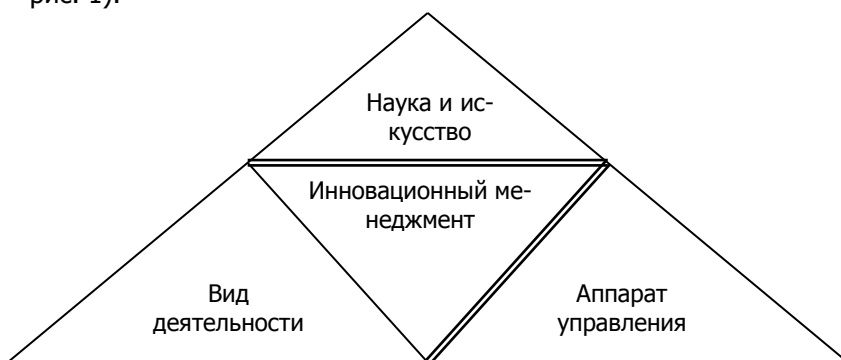 рис. 1).
Наука и ис-
кусство
Инновационный ме-
неджмент
Вид
деятельности
Аппарат
управления